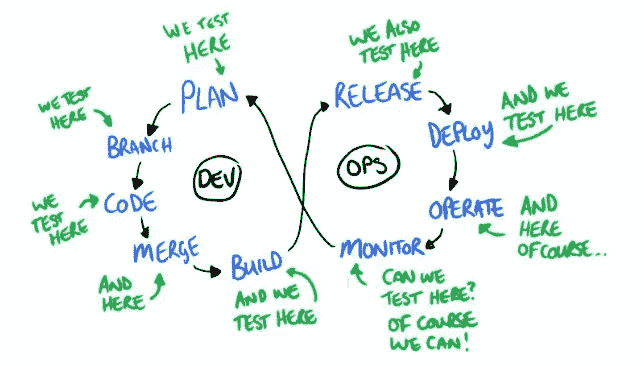 WE TEST
HERE
PLAN
WE TEST
HERE
BRANCH
WE
TEST
HERE
CODE
AND
HERE
MERGE
AND WE
TEST HERE
BUILD
DEV
WE ALSO
TEST HERE
RELEASE
AND WE
TEST HERE
DEPLOY
AND
HERE
OF COURSE...
OPERATE
MONITOR
CAN WE
TEST HERE?
OF COURSE
WE CAN!
OPS